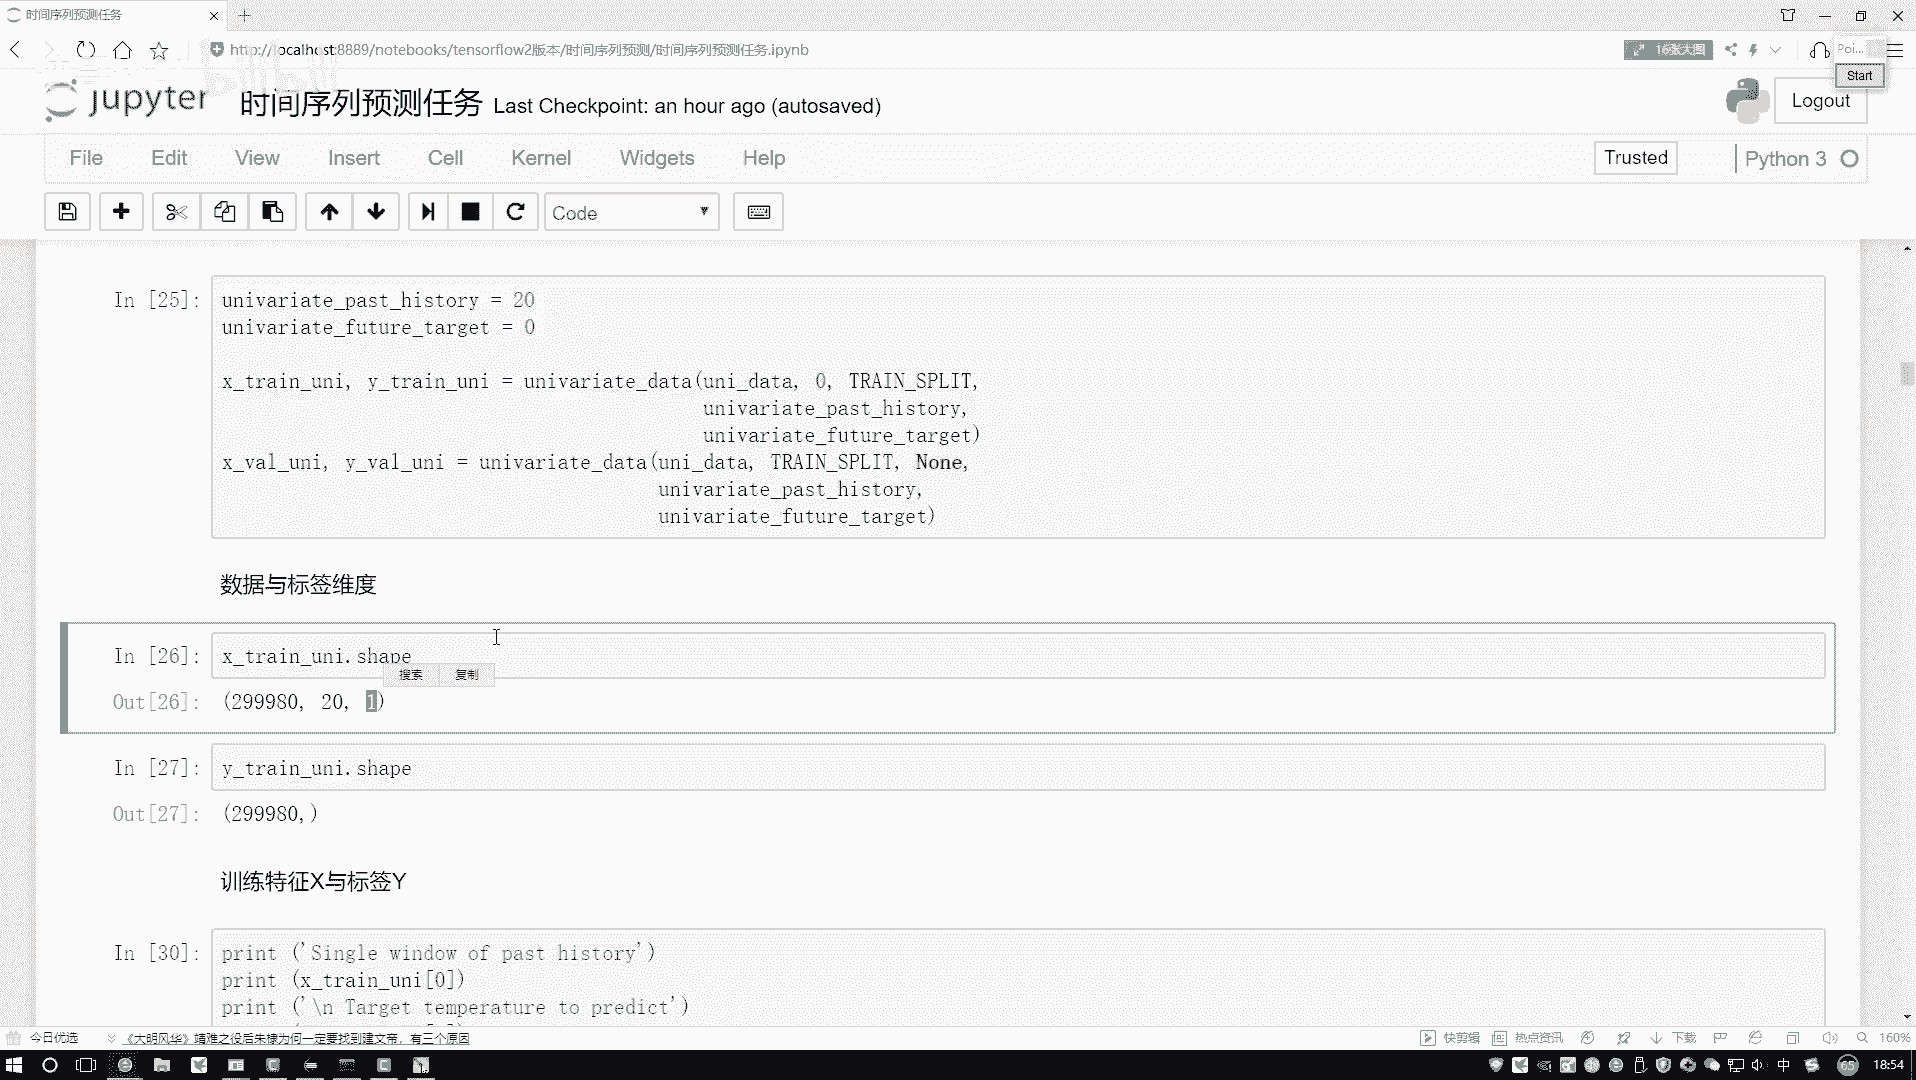 时间序列预测任务
http://localhost:8889/notebooks/tensorflow2版本/时间序列预测/时间序列预测任务.ipynb
16张大图
Poi...
Start
jupyter 时间序列预测任务 Last Checkpoint: an hour ago (autosaved)
Logout
File Edit View Insert Cell Kernel Widgets Help
Trusted
Python 3
Code
In [25]:
univariate_past_history = 20
univariate_future_target = 0
x_train_uni, y_train_uni = univariate_data(uni_data, 0, TRAIN_SPLIT,
univariate_past_history,
univariate_future_target)
x_val_uni, y_val_uni = univariate_data(uni_data, TRAIN_SPLIT, None,
univariate_past_history,
univariate_future_target)
数据与标签维度
In [26]: x_train_uni.shape
搜索 复制
Out[26]: (299980, 20, 1)
In [27]: y_train_uni.shape
Out[27]: (299980,)
训练特征X与标签Y
In [30]: print ('Single window of past history')
print (x_train_uni[0])
print ('\n Target temperature to predict')
今日优选
《大明风华》靖难之役后朱棣为何一定要找到建文帝，有三个原因
快剪辑
热点资讯
下载
160%
中
65
18:54